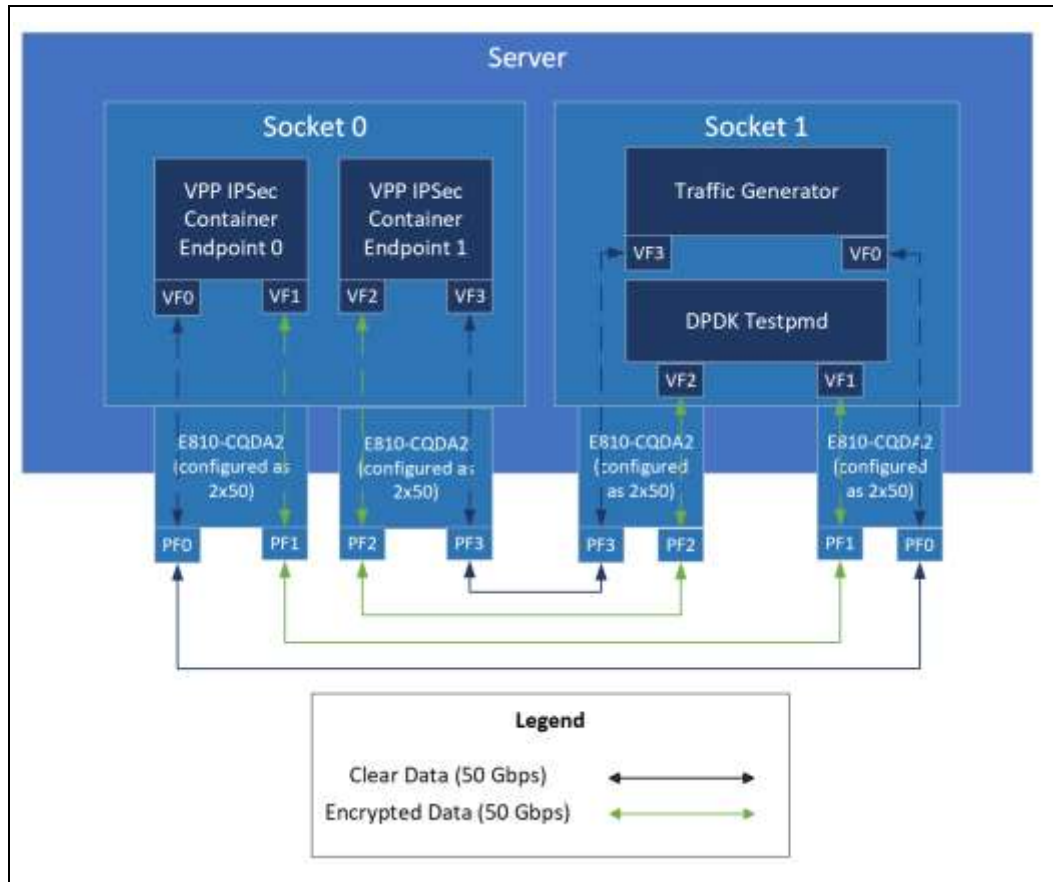 Server
Socket 0
Socket 1
VPP IPSec
Container
Endpoint 0
VPP IPSec
Container
Endpoint 1
Traffic Generator
VF3
VF0
DPDK Testpmd
VF0
VF1
VF2
VF3
VF2
VF1
E810-CQDA2
(configured as
2x50)
E810-CQDA2
(configured as
2x50)
E810-CQDA2
(configured
as 2x50)
E810-CQDA2
(configured
as 2x50)
PF0
PF1
PF2
PF3
PF3
PF2
PF1
PF0
Legend
Clear Data (50 Gbps)
Encrypted Data (50 Gbps)